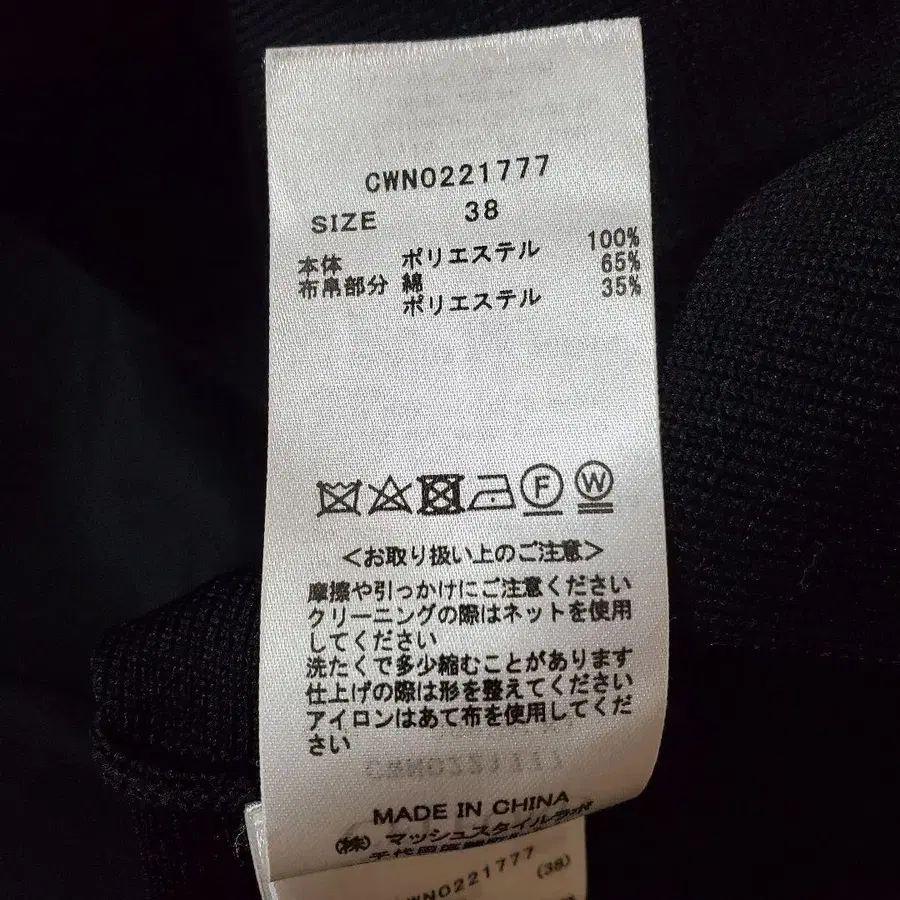 CWNO221777
SIZE 38
本体 ポリエステル 100%
布帛部分 綿 65%
ポリエステル 35%
F W
＜お取り扱い上のご注意＞
摩擦や引っかけにご注意ください
クリーニングの際はネットを使用
してください
洗たくで多少縮むことがあります
仕上げの際は形を整えてください
アイロンはあて布を使用してくだ
さい
MADE IN CHINA
(株) マッシュスタイルラボ
千代田区
CWNO221777 (38)